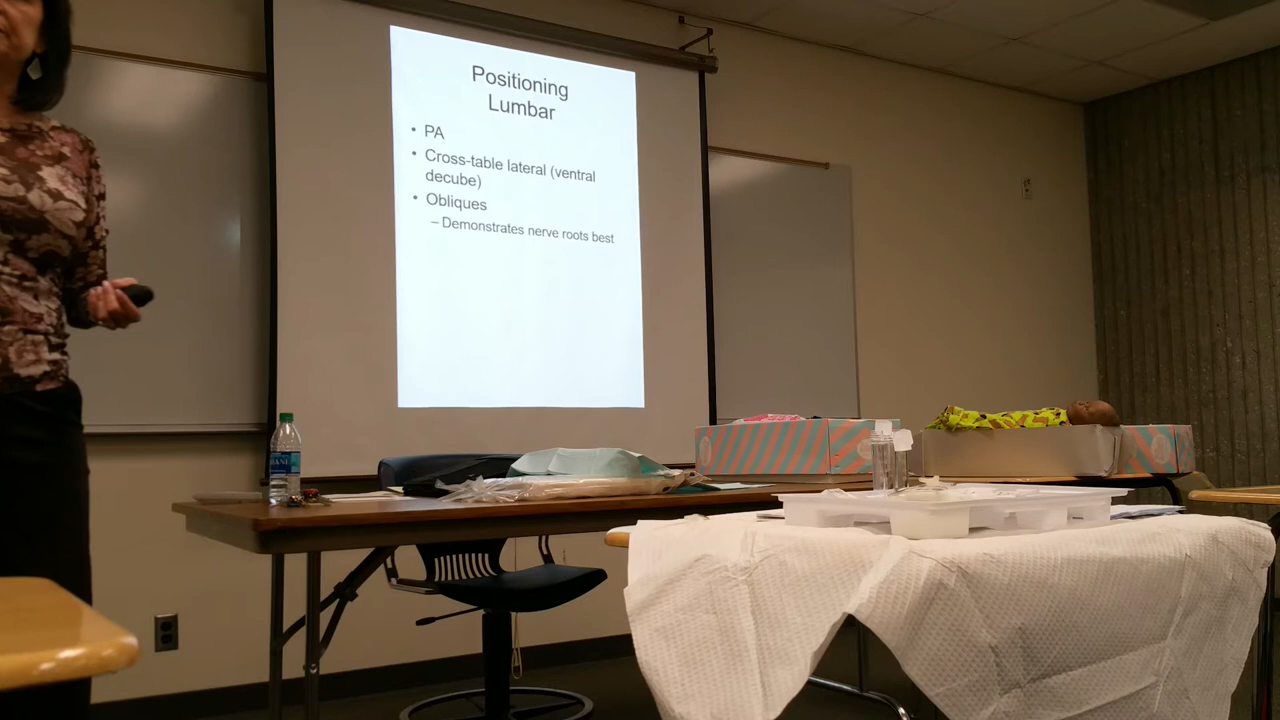 Positioning
Lumbar
• PA
• Cross-table lateral (ventral
decube)
• Obliques
– Demonstrates nerve roots best